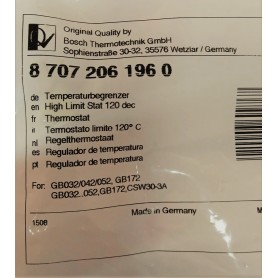 Original Quality by
Bosch Thermotechnik GmbH
Sophienstraße 30-32, 35576 Wetzlar / Germany
8 707 206 196 0
de Temperaturbegrenzer
en High Limit Stat 120 dec
fr Thermostat
it Termostato limite 120° C
nl Regelthermostaat
es Regulador de temperatura
pt Regulador de temperatura
For: GB032/042/052, GB172
GB032..052,GB172,CSW30-3A
1508 Made in Germany M